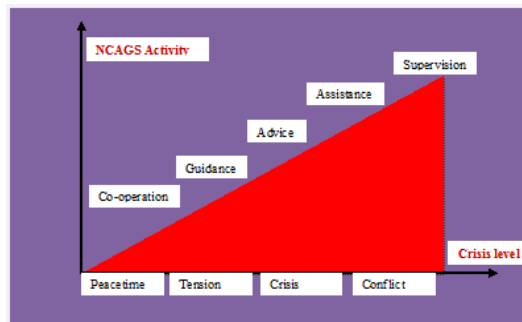 NCAGS Activity
Supervision
Assistance
Advice
Guidance
Co-operation
Crisis level
Peacetime Tension Crisis Conflict